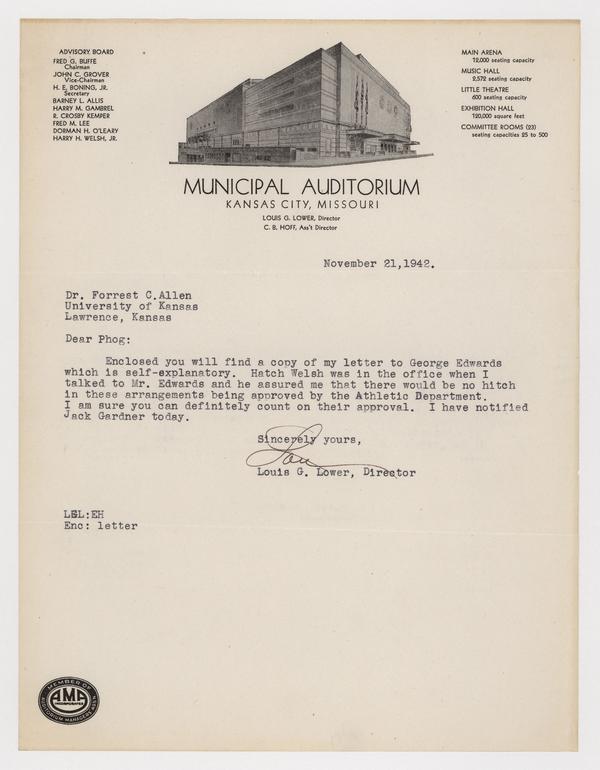 ADVISORY BOARD
FRED G. BUFFE
Chairman
JOHN C. GROVER
Vice-Chairman
H. E. BONING, JR.
Secretary
BARNEY L. ALLIS
HARRY M. GAMBREL
R. CROSBY KEMPER
FRED M. LEE
DORMAN H. O'LEARY
HARRY H. WELSH, JR.
MAIN ARENA
12,000 seating capacity
MUSIC HALL
2,572 seating capacity
LITTLE THEATRE
600 seating capacity
EXHIBITION HALL
120,000 square feet
COMMITTEE ROOMS (23)
seating capacities 25 to 500
MUNICIPAL AUDITORIUM
KANSAS CITY, MISSOURI
LOUIS G. LOWER, Director
C. B. HOFF, Ass't Director
November 21,1942.
Dr. Forrest C.Allen
University of Kansas
Lawrence, Kansas
Dear Phog:
Enclosed you will find a copy of my letter to George Edwards
which is self-explanatory. Hatch Welsh was in the office when I
talked to Mr. Edwards and he assured me that there would be no hitch
in these arrangements being approved by the Athletic Department.
I am sure you can definitely count on their approval. I have notified
Jack Gardner today.
Sincerely yours,
Lou
Louis G. Lower, Director
LGL:EH
Enc: letter
MEMBER OF
AMA
INCORPORATED
AUDITORIUM MANAGERS ASS'N